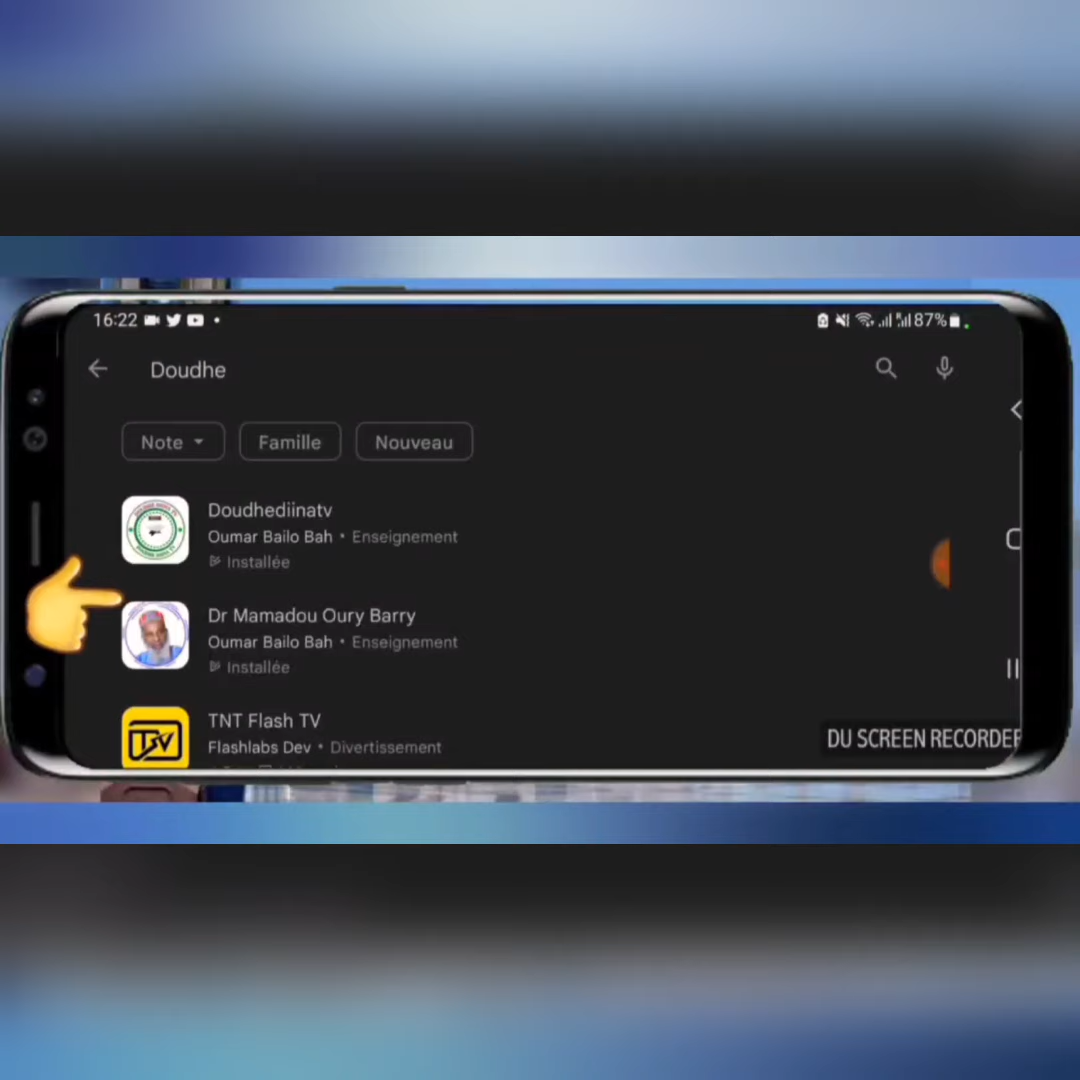 16:22
87%
Doudhe
Note
Famille
Nouveau
Doudhediinatv
Oumar Bailo Bah • Enseignement
Installée
Dr Mamadou Oury Barry
Oumar Bailo Bah • Enseignement
Installée
TNT Flash TV
Flashlabs Dev • Divertissement
DU SCREEN RECORDER